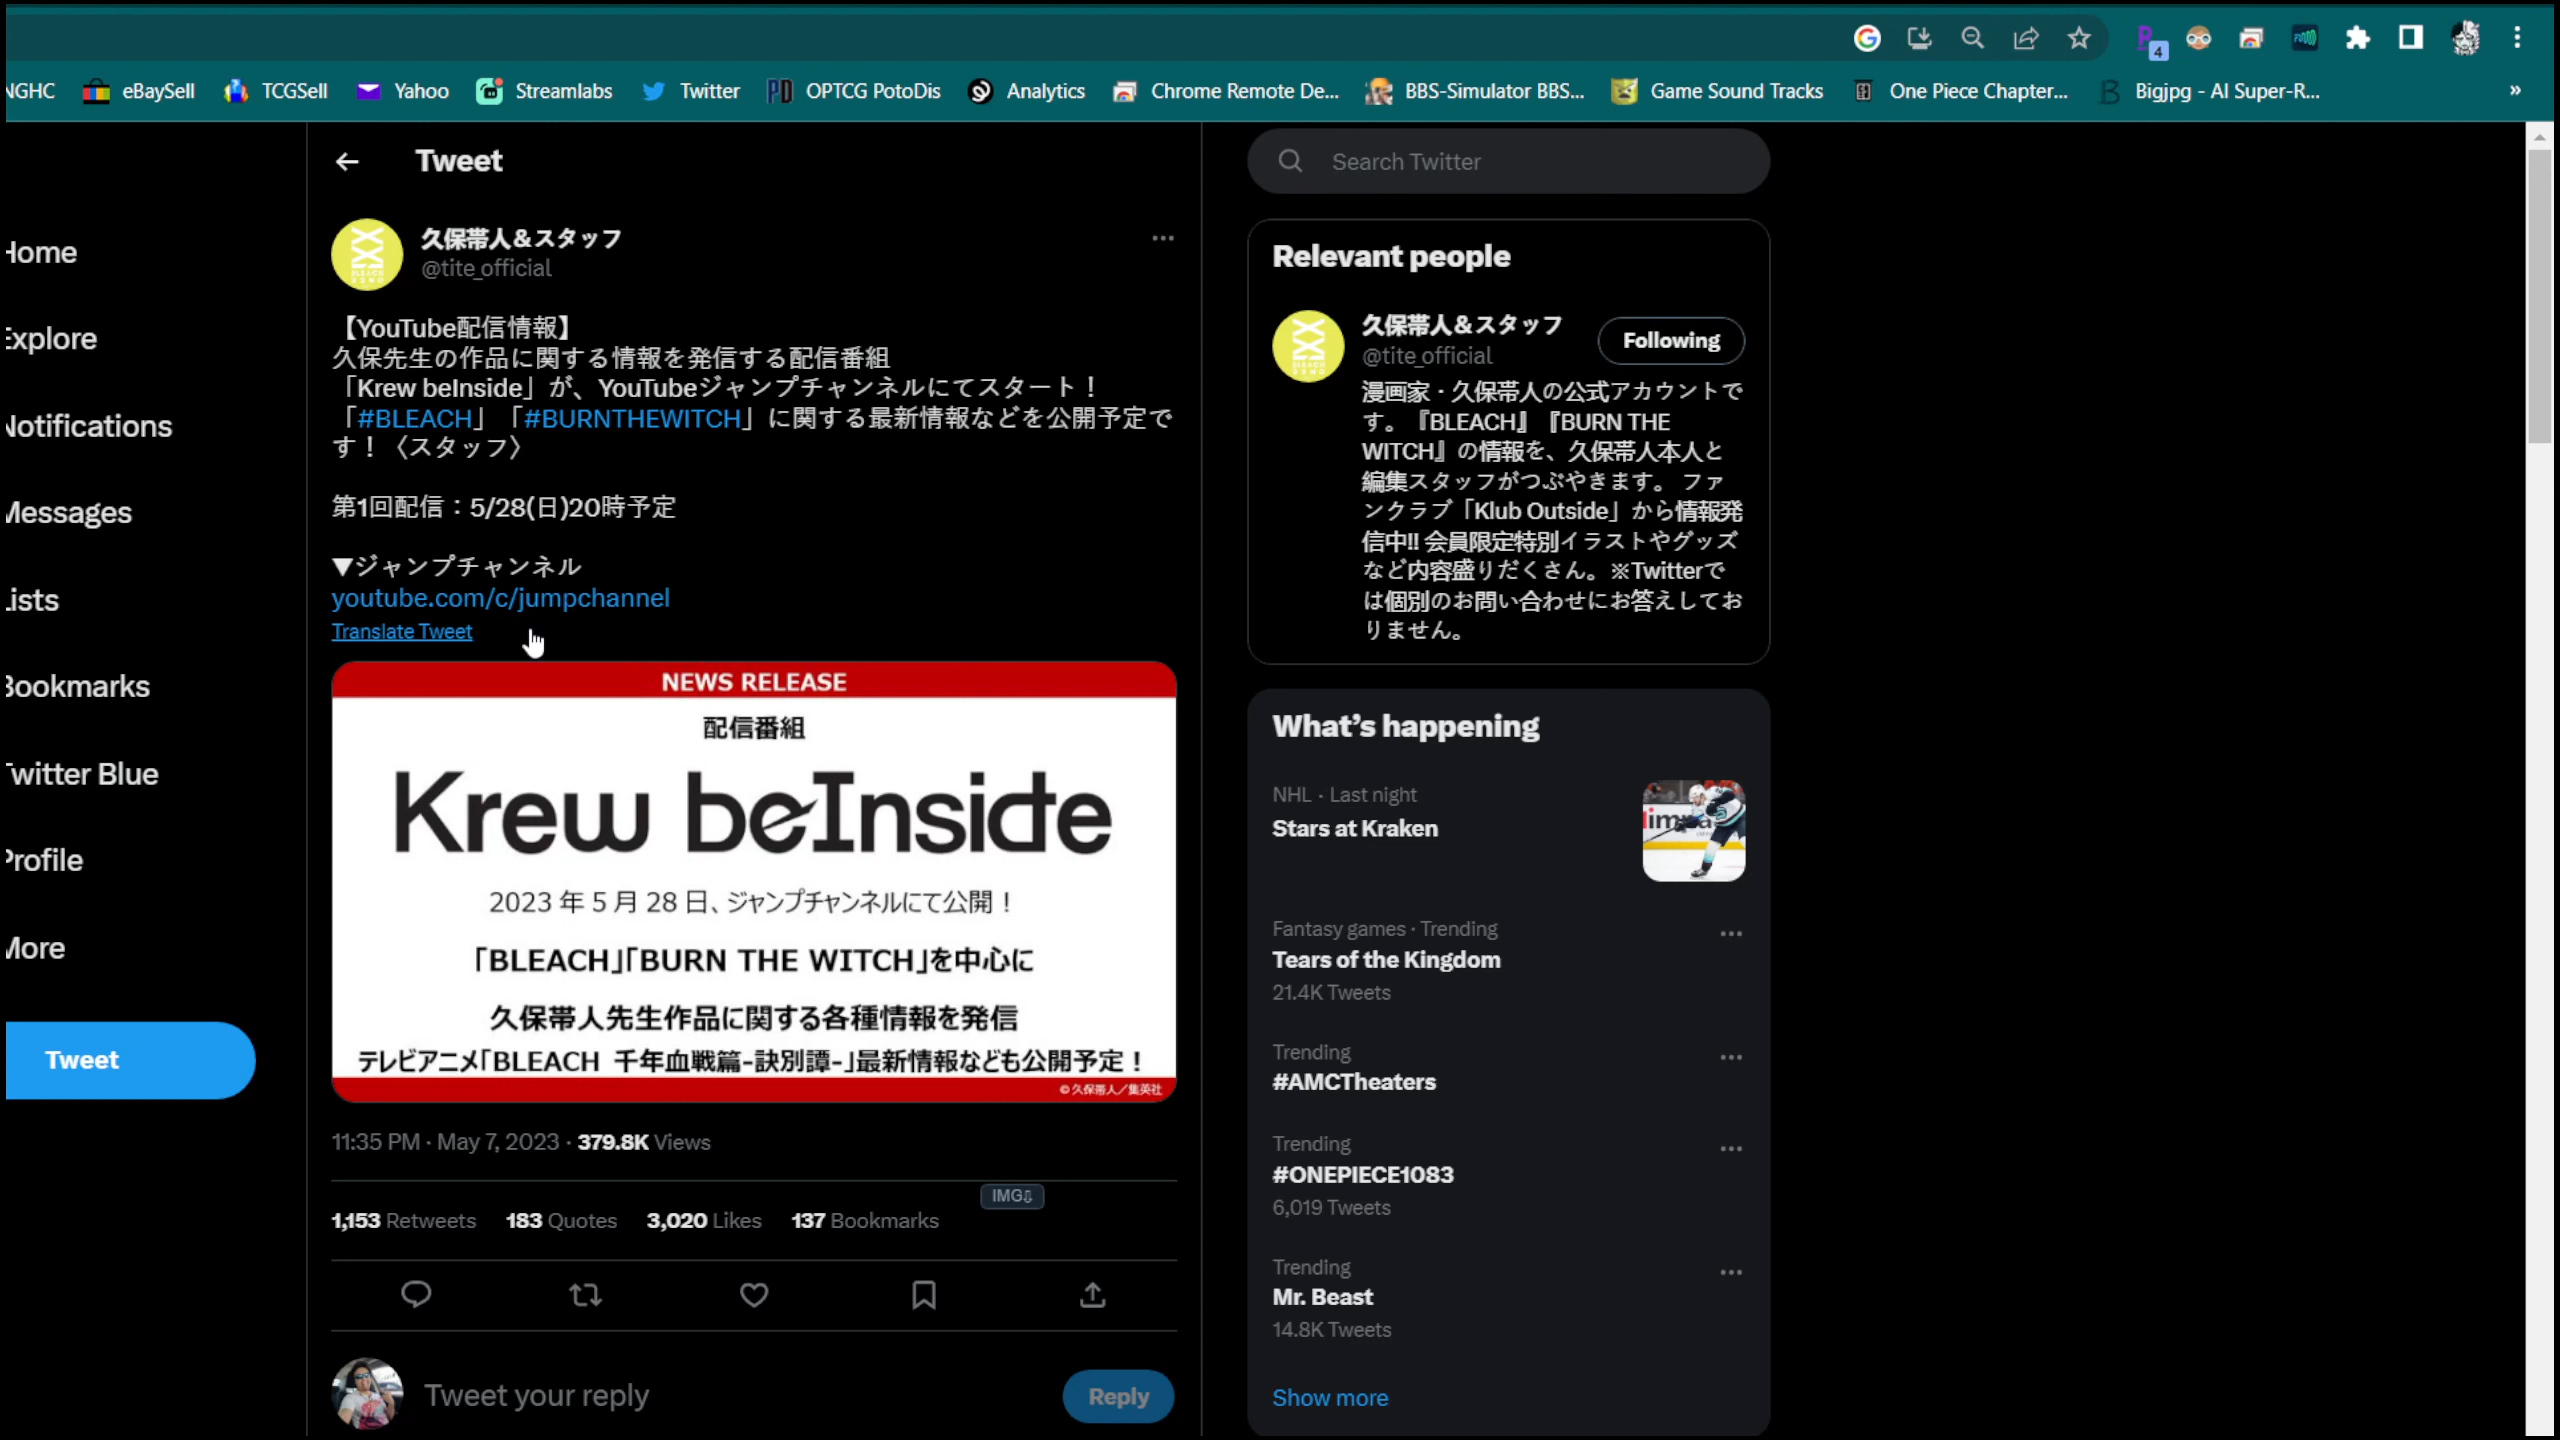 NGHC eBaySell TCGSell Yahoo Streamlabs Twitter OPTCG PotoDis Analytics Chrome Remote De... BBS-Simulator BBS... Game Sound Tracks One Piece Chapter... Bigjpg - AI Super-R... »
4
Home
Explore
Notifications
Messages
Lists
Bookmarks
Twitter Blue
Profile
More
Tweet
Tweet
久保帯人&スタッフ
@tite_official
【YouTube配信情報】
久保先生の作品に関する情報を発信する配信番組
「Krew beInside」が、YouTubeジャンプチャンネルにてスタート！
「#BLEACH」「#BURNTHEWITCH」に関する最新情報などを公開予定で
す！〈スタッフ〉
第1回配信：5/28(日)20時予定
▼ジャンプチャンネル
youtube.com/c/jumpchannel
Translate Tweet
NEWS RELEASE
配信番組
Krew beInside
2023 年 5 月 28 日、ジャンプチャンネルにて公開！
「BLEACH」「BURN THE WITCH」を中心に
久保帯人先生作品に関する各種情報を発信
テレビアニメ「BLEACH 千年血戦篇-訣別譚-」最新情報なども公開予定！
©久保帯人／集英社
11:35 PM · May 7, 2023 · 379.8K Views
IMG⇩
1,153 Retweets 183 Quotes 3,020 Likes 137 Bookmarks
Tweet your reply
Reply
Search Twitter
Relevant people
久保帯人&スタッフ
@tite_official
Following
漫画家・久保帯人の公式アカウントで
す。『BLEACH』『BURN THE
WITCH』の情報を、久保帯人本人と
編集スタッフがつぶやきます。 ファ
ンクラブ「Klub Outside」から情報発
信中!! 会員限定特別イラストやグッズ
など内容盛りだくさん。※Twitterで
は個別のお問い合わせにお答えしてお
りません。
What's happening
NHL · Last night
Stars at Kraken
Fantasy games · Trending
Tears of the Kingdom
21.4K Tweets
Trending
#AMCTheaters
Trending
#ONEPIECE1083
6,019 Tweets
Trending
Mr. Beast
14.8K Tweets
Show more